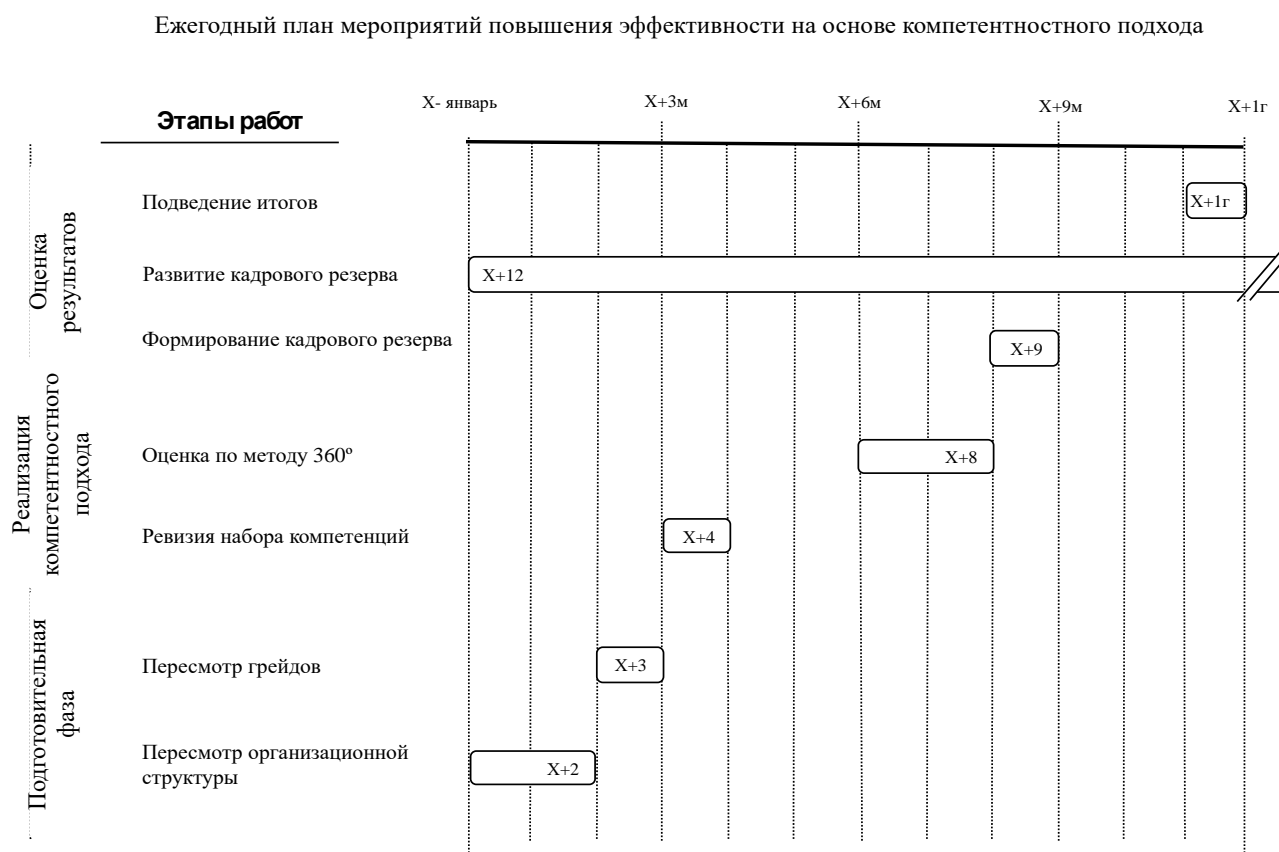 Ежегодный план мероприятий повышения эффективности на основе компетентностного подхода
Х- январь
Х+3м
Х+6м
Х+9м
Х+1г
Этапы работ
Оценка
результатов
Подведение итогов
Х+1г
Развитие кадрового резерва
Х+12
Формирование кадрового резерва
Х+9
Реализация
компетентностного
подхода
Оценка по методу 360º
Х+8
Ревизия набора компетенций
Х+4
Подготовительная
фаза
Пересмотр грейдов
Х+3
Пересмотр организационной
структуры
Х+2